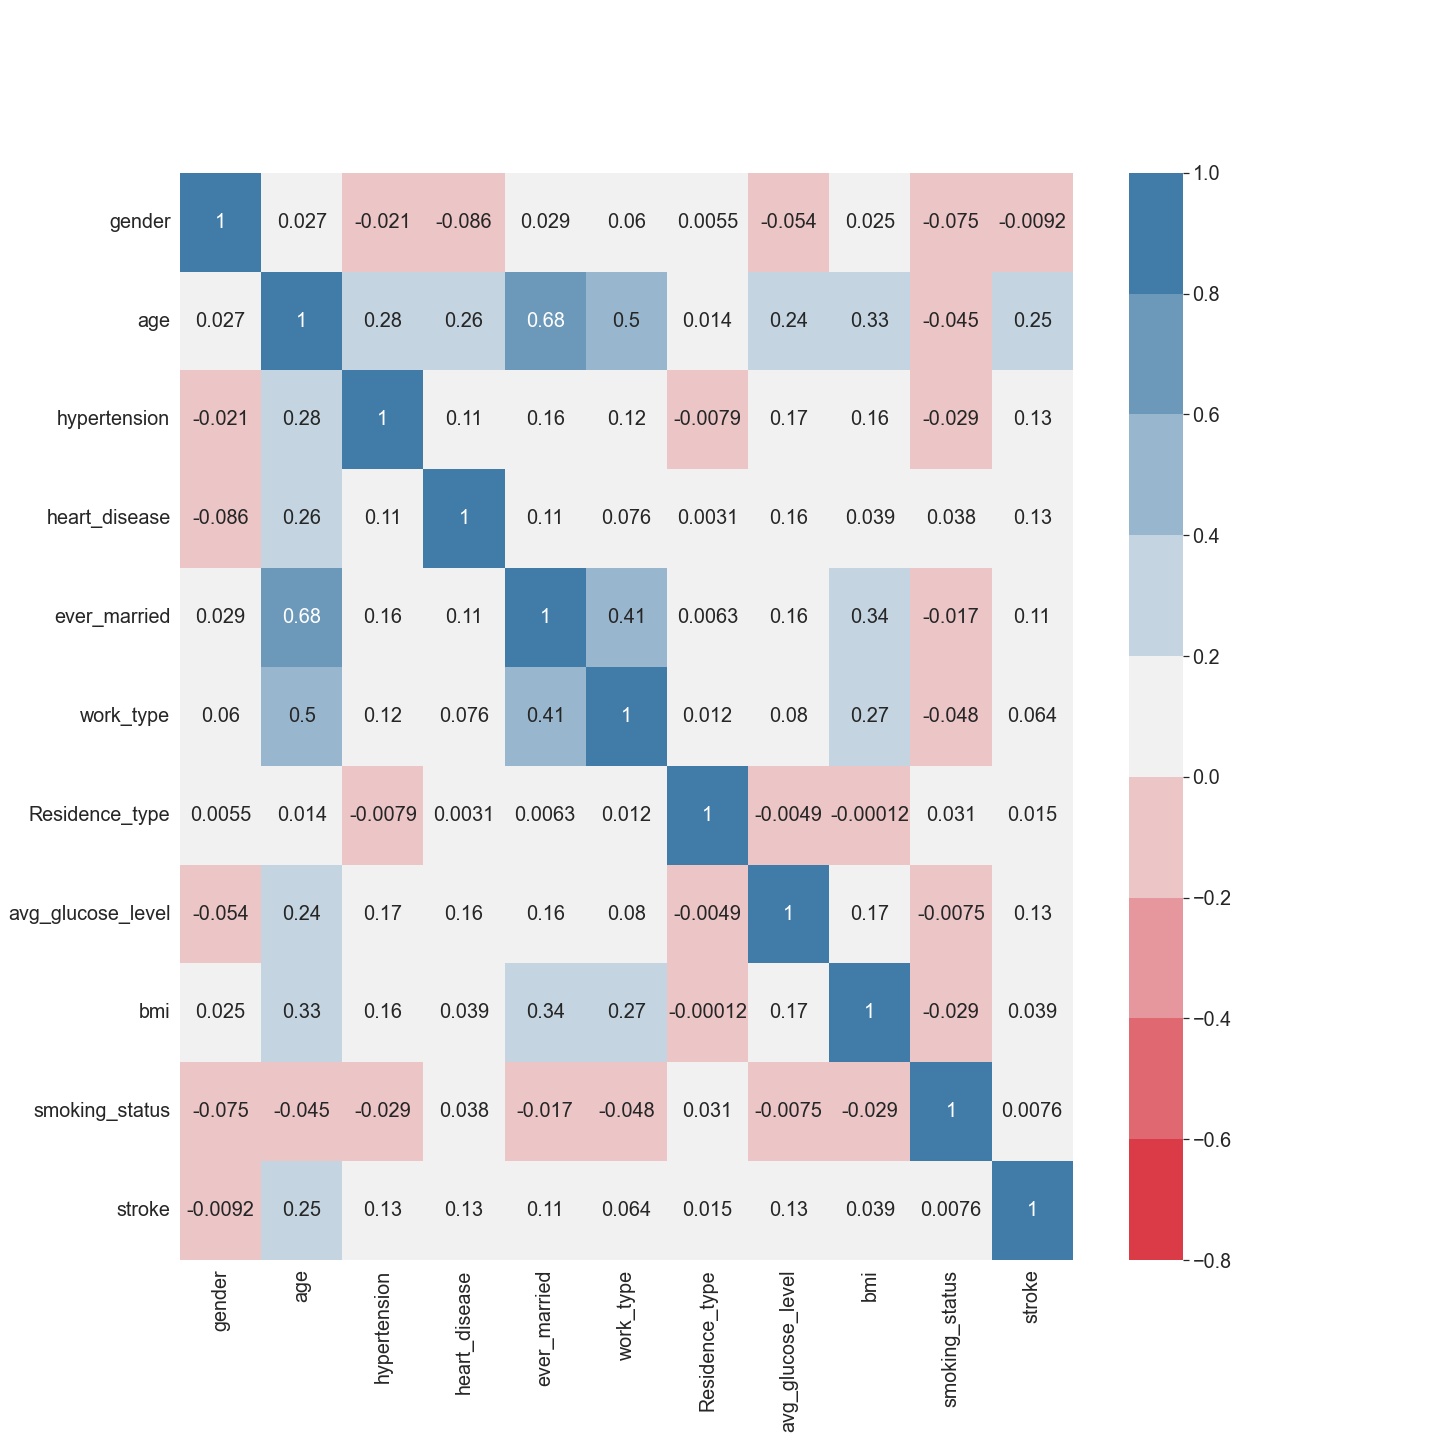 gender 1 0.027 -0.021 -0.086 0.029 0.06 0.0055 -0.054 0.025 -0.075 -0.0092
age 0.027 1 0.28 0.26 0.68 0.5 0.014 0.24 0.33 -0.045 0.25
hypertension -0.021 0.28 1 0.11 0.16 0.12 -0.0079 0.17 0.16 -0.029 0.13
heart_disease -0.086 0.26 0.11 1 0.11 0.076 0.0031 0.16 0.039 0.038 0.13
ever_married 0.029 0.68 0.16 0.11 1 0.41 0.0063 0.16 0.34 -0.017 0.11
work_type 0.06 0.5 0.12 0.076 0.41 1 0.012 0.08 0.27 -0.048 0.064
Residence_type 0.0055 0.014 -0.0079 0.0031 0.0063 0.012 1 -0.0049 -0.00012 0.031 0.015
avg_glucose_level -0.054 0.24 0.17 0.16 0.16 0.08 -0.0049 1 0.17 -0.0075 0.13
bmi 0.025 0.33 0.16 0.039 0.34 0.27 -0.00012 0.17 1 -0.029 0.039
smoking_status -0.075 -0.045 -0.029 0.038 -0.017 -0.048 0.031 -0.0075 -0.029 1 0.0076
stroke -0.0092 0.25 0.13 0.13 0.11 0.064 0.015 0.13 0.039 0.0076 1
gender
age
hypertension
heart_disease
ever_married
work_type
Residence_type
avg_glucose_level
bmi
smoking_status
stroke
1.0
0.8
0.6
0.4
0.2
0.0
−0.2
−0.4
−0.6
−0.8